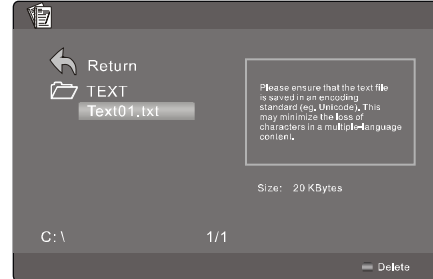 Return
TEXT
Text01.txt
Please ensure that the text file
is saved in an encoding
standard (eg. Unicode). This
may minimize the loss of
characters in a multiple-language
content.
Size: 20 KBytes
C: \ 1/1
Delete